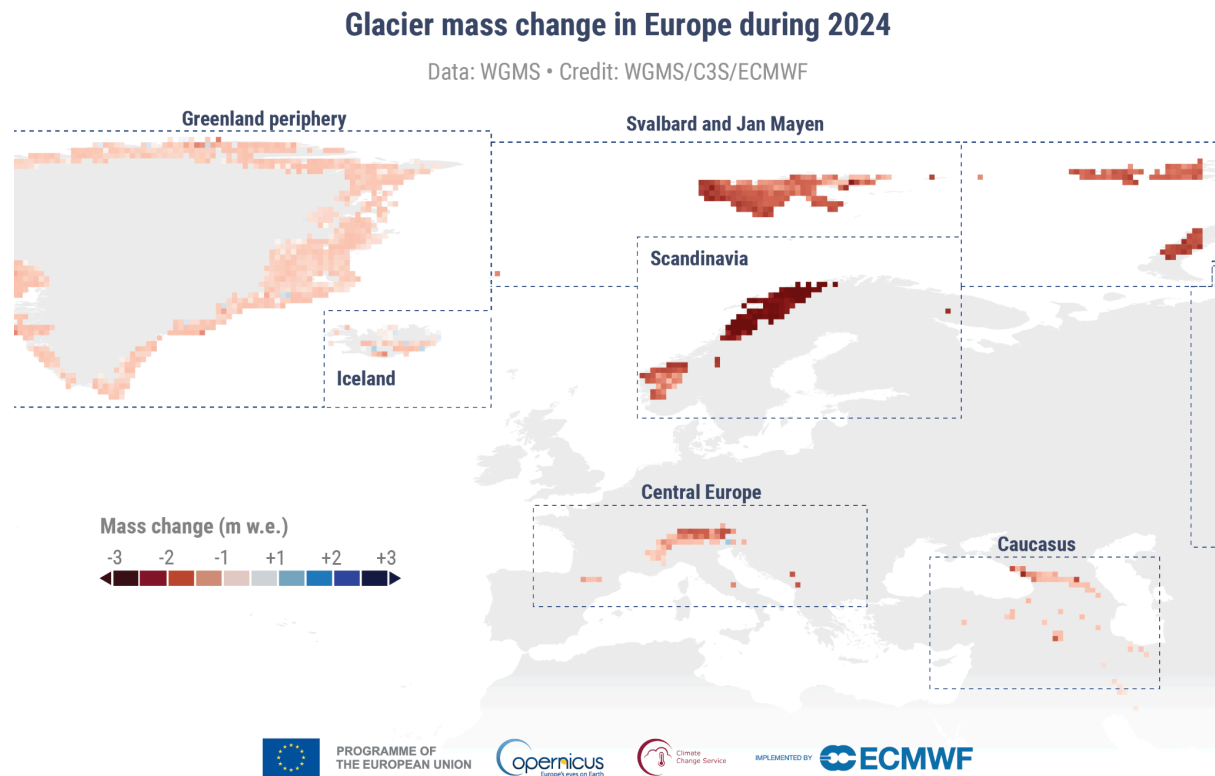 Glacier mass change in Europe during 2024
Data: WGMS • Credit: WGMS/C3S/ECMWF
Greenland periphery
Svalbard and Jan Mayen
Scandinavia
Iceland
Central Europe
Mass change (m w.e.)
-3 -2 -1 +1 +2 +3
Caucasus
PROGRAMME OF
THE EUROPEAN UNION
opernicus
Europe's eyes on Earth
Climate
Change Service
IMPLEMENTED BY
ECMWF